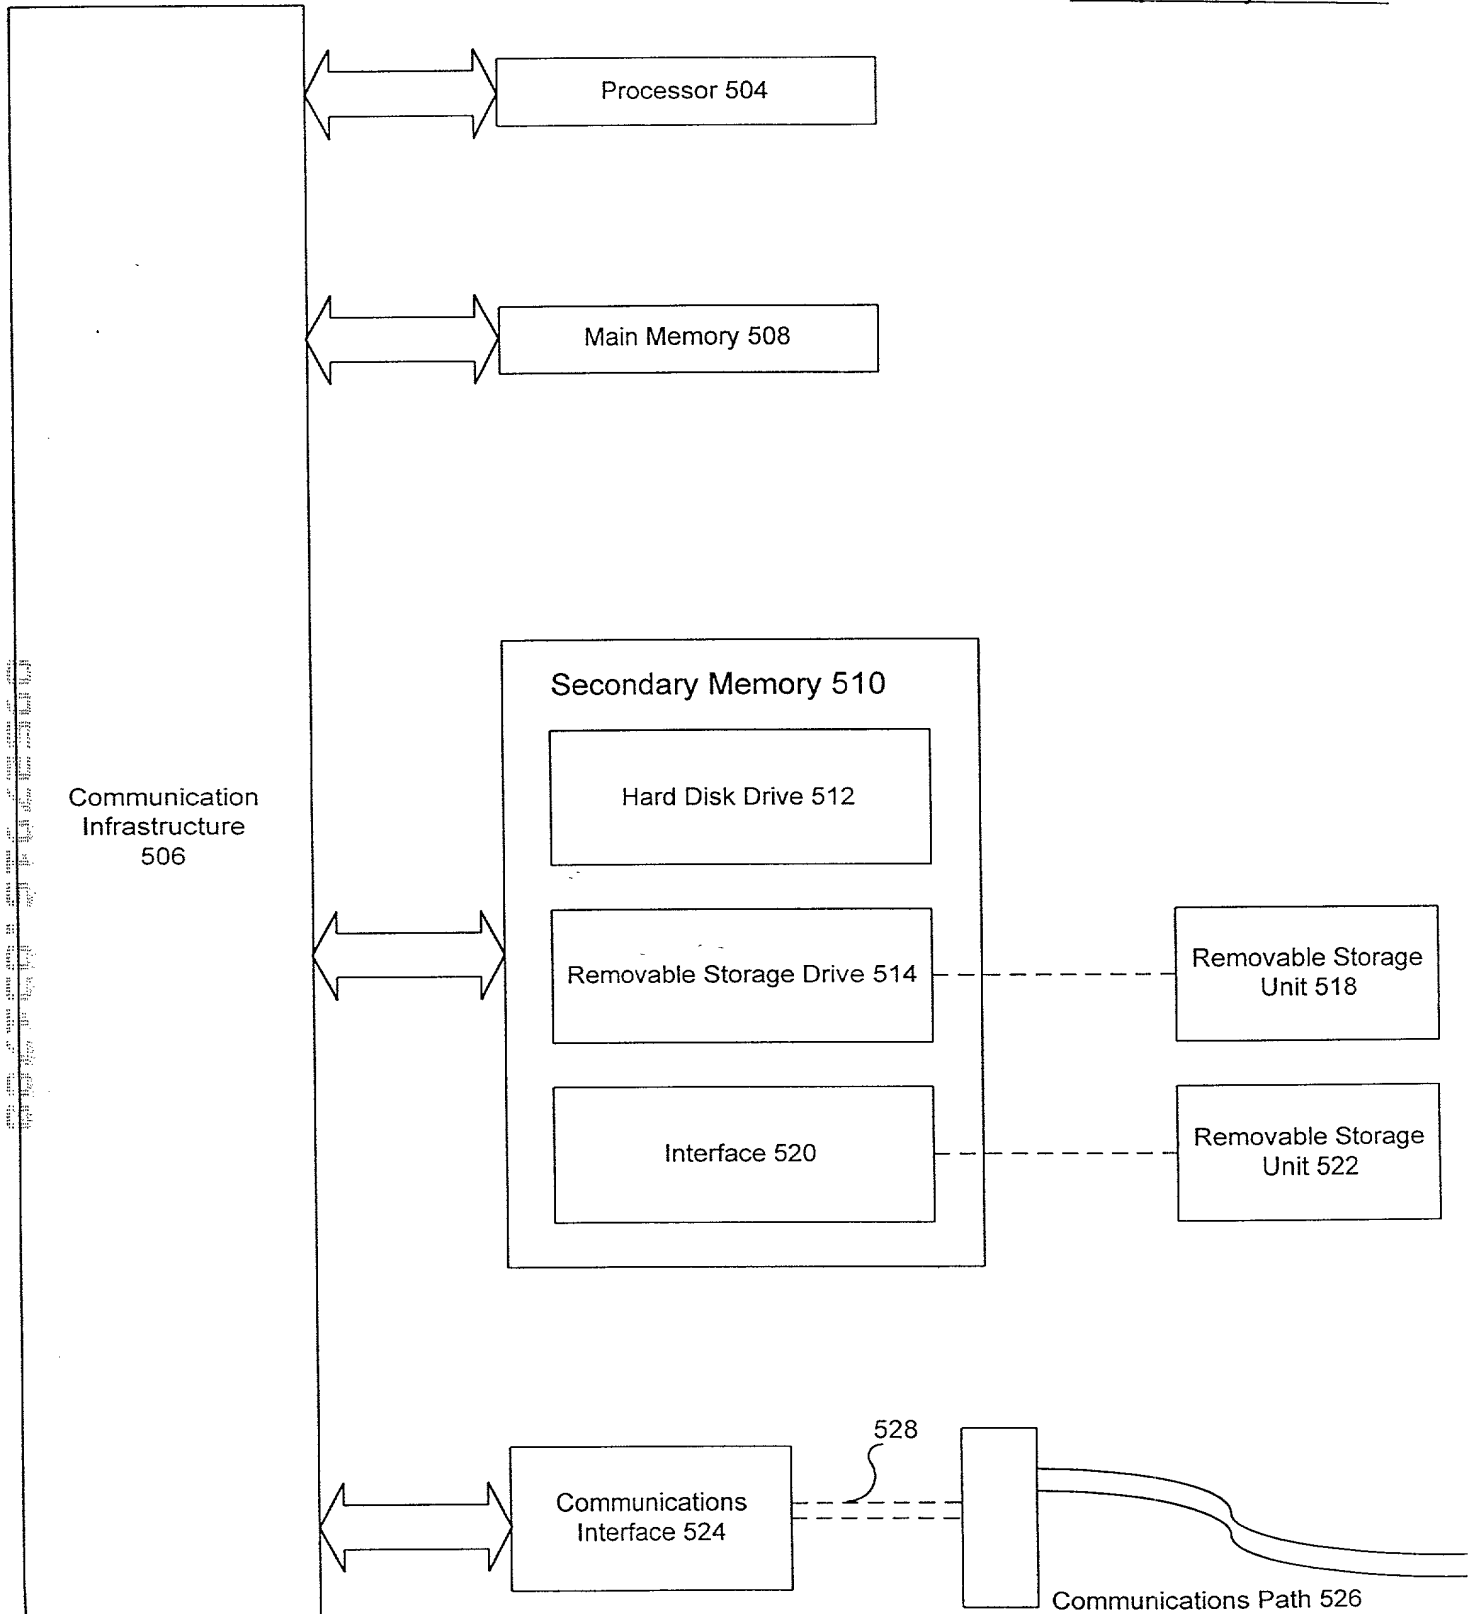 Processor 504
Main Memory 508
Secondary Memory 510
Hard Disk Drive 512
Communication
Infrastructure
506
Removable Storage Drive 514
Removable Storage
Unit 518
Interface 520
Removable Storage
Unit 522
528
Communications
Interface 524
Communications Path 526